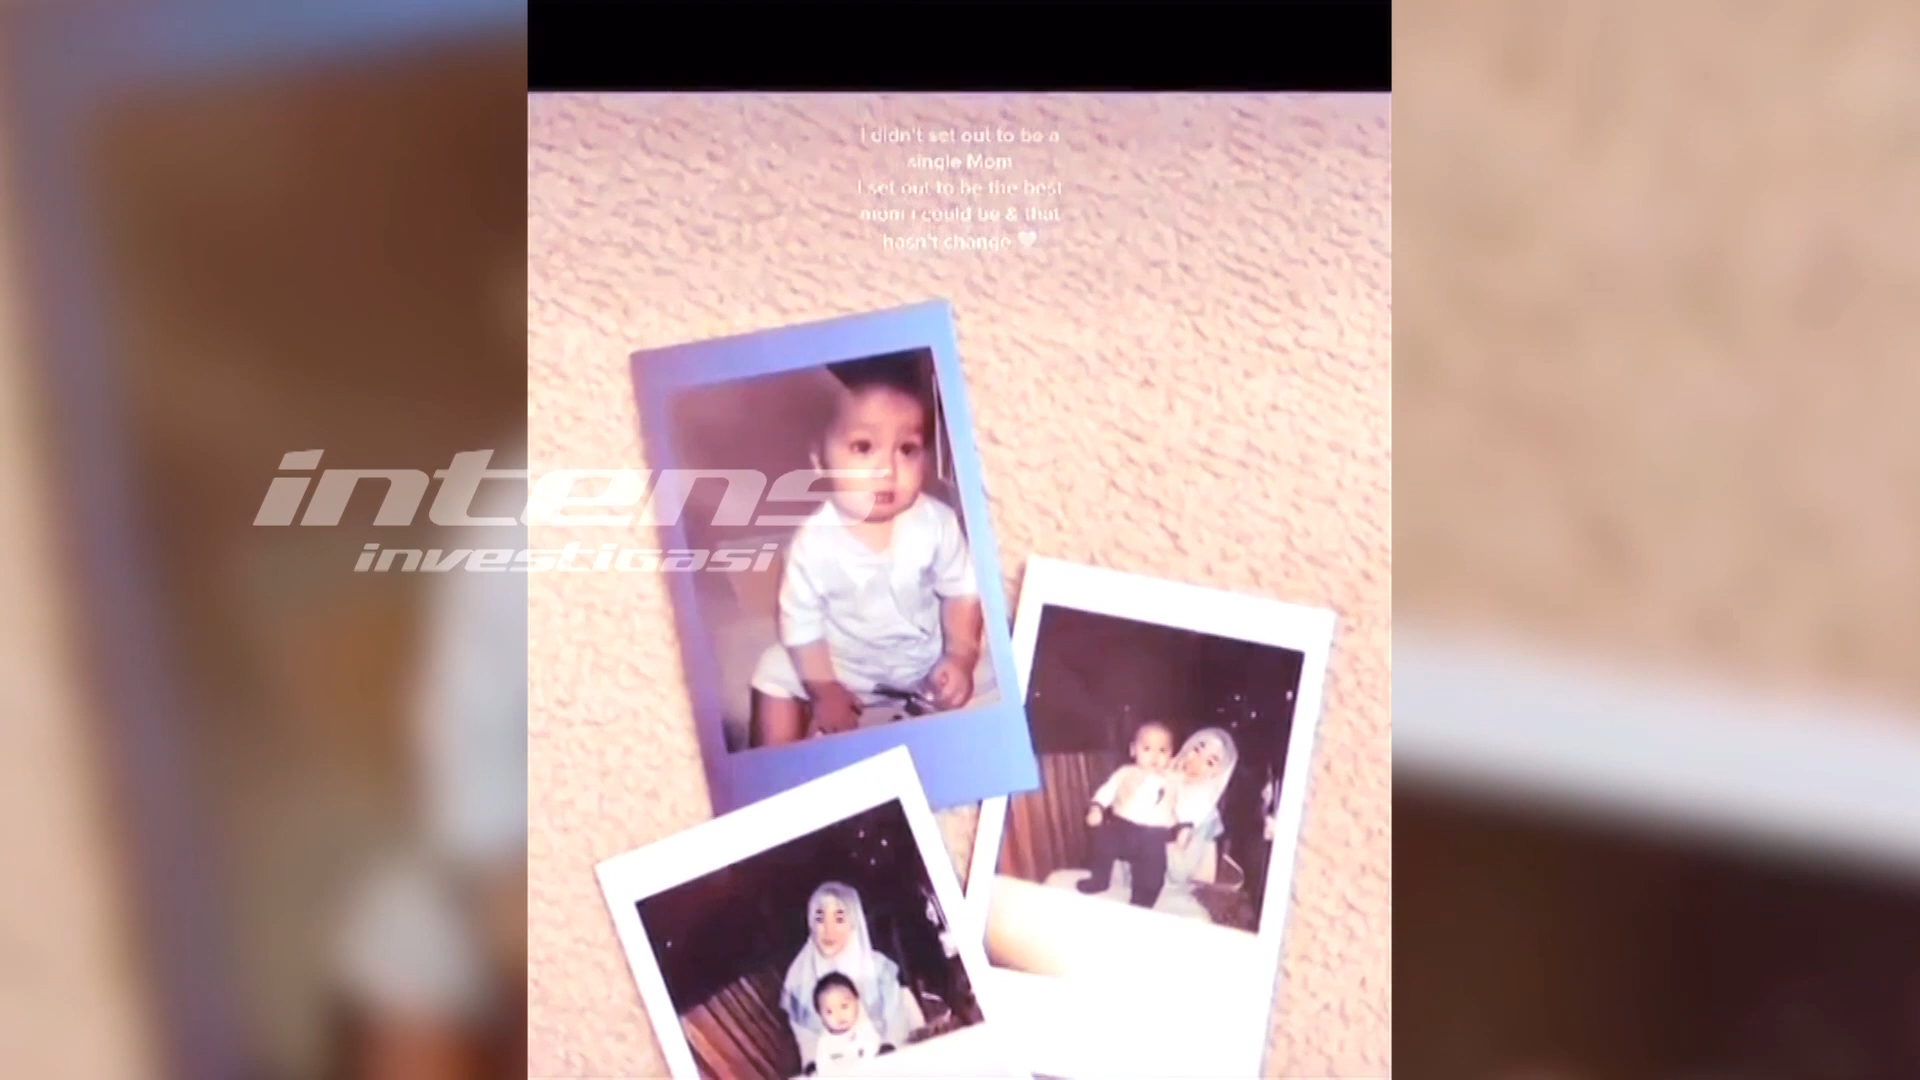 I didn't set out to be a
single Mom
I set out to be the best
mom i could be & that
hasn't change 🤍
intens
investigasi